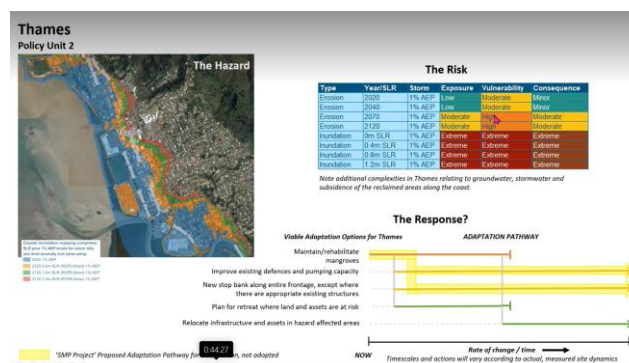 Thames
Policy Unit 2
The Hazard
The Risk
Type Year/SLR Storm Exposure Vulnerability Consequence
Erosion 2020 1% AEP Low Moderate Minor
Erosion 2040 1% AEP Low Moderate Minor
Erosion 2070 1% AEP Moderate High Moderate
Erosion 2120 1% AEP Moderate High Moderate
Inundation 0m SLR 1% AEP Extreme Extreme Extreme
Inundation 0.4m SLR 1% AEP Extreme Extreme Extreme
Inundation 0.8m SLR 1% AEP Extreme Extreme Extreme
Inundation 1.2m SLR 1% AEP Extreme Extreme Extreme
Note additional complexities in Thames relating to groundwater, stormwater and
subsidence of the reclaimed areas along the coast.
The Response?
Viable Adaptation Options for Thames ADAPTATION PATHWAY
Maintain/rehabilitate
mangroves
Improve existing defences and pumping capacity
New stop bank along entire frontage, except where
there are appropriate existing structures
Plan for retreat where land and assets are at risk
Relocate infrastructure and assets in hazard affected areas
'SMP Project' Proposed Adaptation Pathway for
not adopted
0:44:27
NOW
Rate of change / time
Timescales and actions will vary according to actual, measured site dynamics